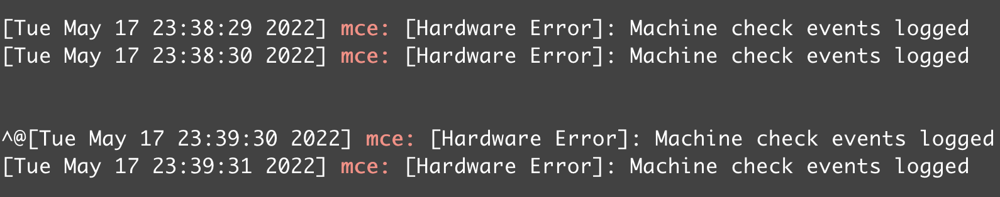 [Tue May 17 23:38:29 2022] mce: [Hardware Error]: Machine check events logged
[Tue May 17 23:38:30 2022] mce: [Hardware Error]: Machine check events logged
^@[Tue May 17 23:39:30 2022] mce: [Hardware Error]: Machine check events logged
[Tue May 17 23:39:31 2022] mce: [Hardware Error]: Machine check events logged